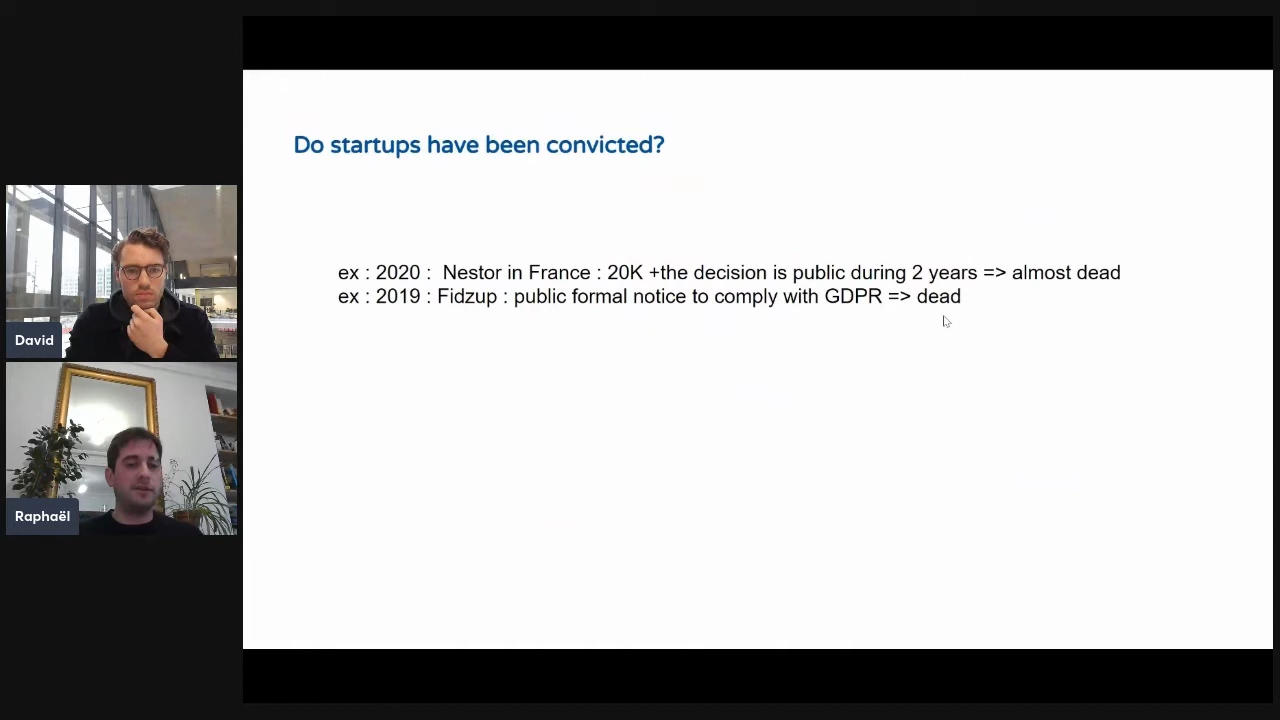 Do startups have been convicted?
ex : 2020 : Nestor in France : 20K +the decision is public during 2 years => almost dead
ex : 2019 : Fidzup : public formal notice to comply with GDPR => dead
David
Raphaël